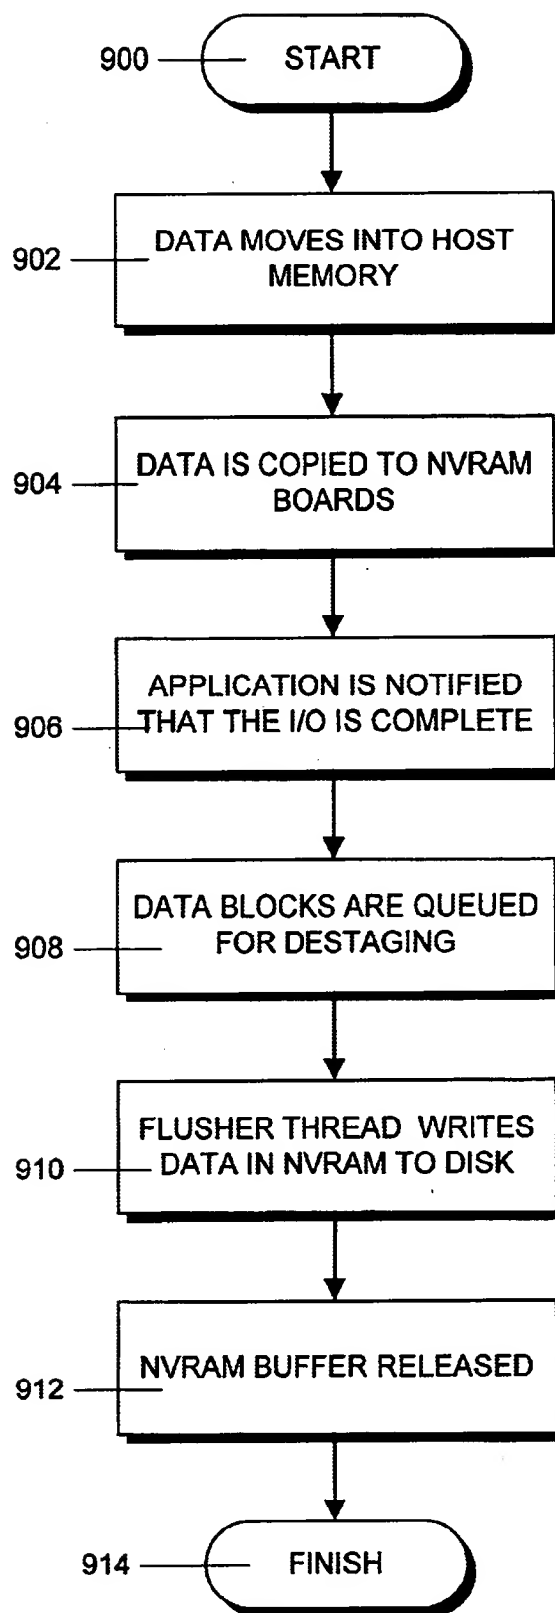 900
START
902
DATA MOVES INTO HOST
MEMORY
904
DATA IS COPIED TO NVRAM
BOARDS
906
APPLICATION IS NOTIFIED
THAT THE I/O IS COMPLETE
908
DATA BLOCKS ARE QUEUED
FOR DESTAGING
910
FLUSHER THREAD WRITES
DATA IN NVRAM TO DISK
912
NVRAM BUFFER RELEASED
914
FINISH